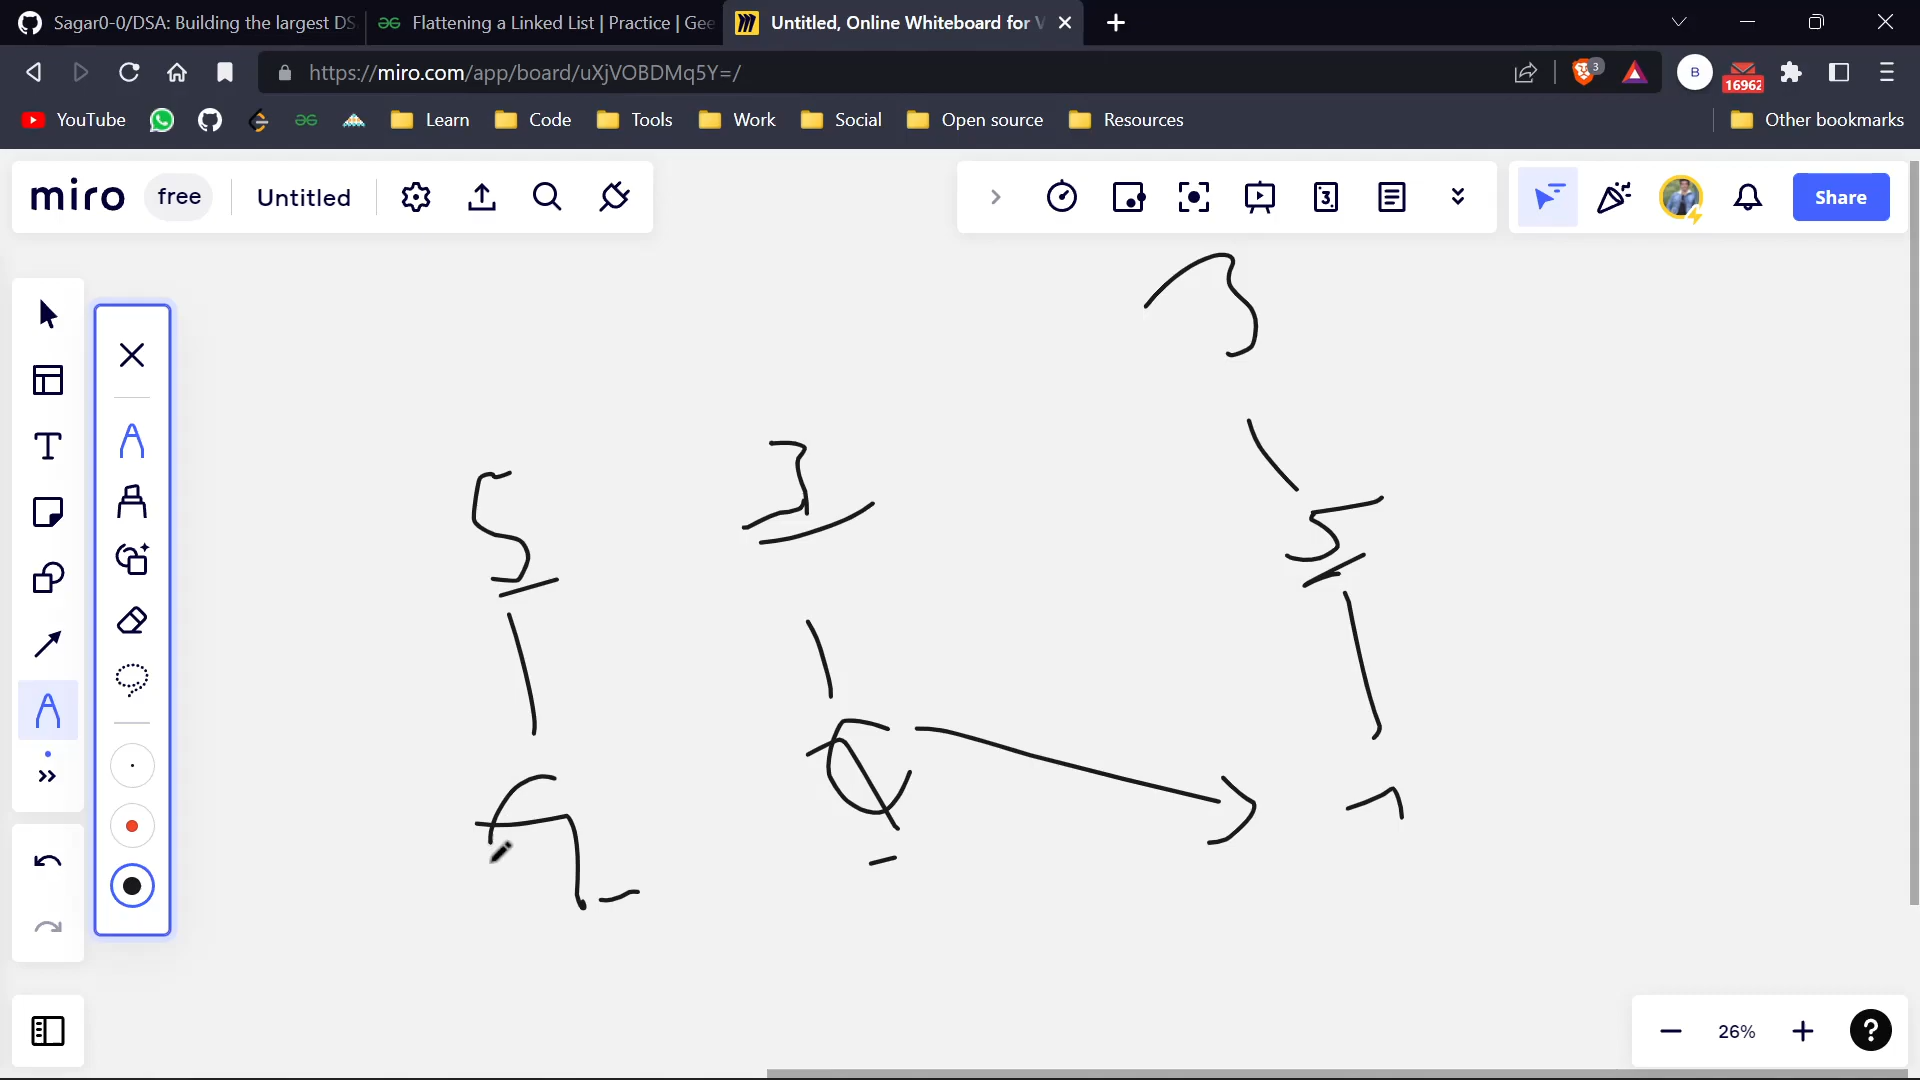 Sagar0-0/DSA: Building the largest DS
Flattening a Linked List | Practice | Gee
Untitled, Online Whiteboard for V
https://miro.com/app/board/uXjVOBDMq5Y=/
3
B
16962
YouTube
Learn
Code
Tools
Work
Social
Open source
Resources
Other bookmarks
miro
free
Untitled
3
Share
3
3
5
5
26%